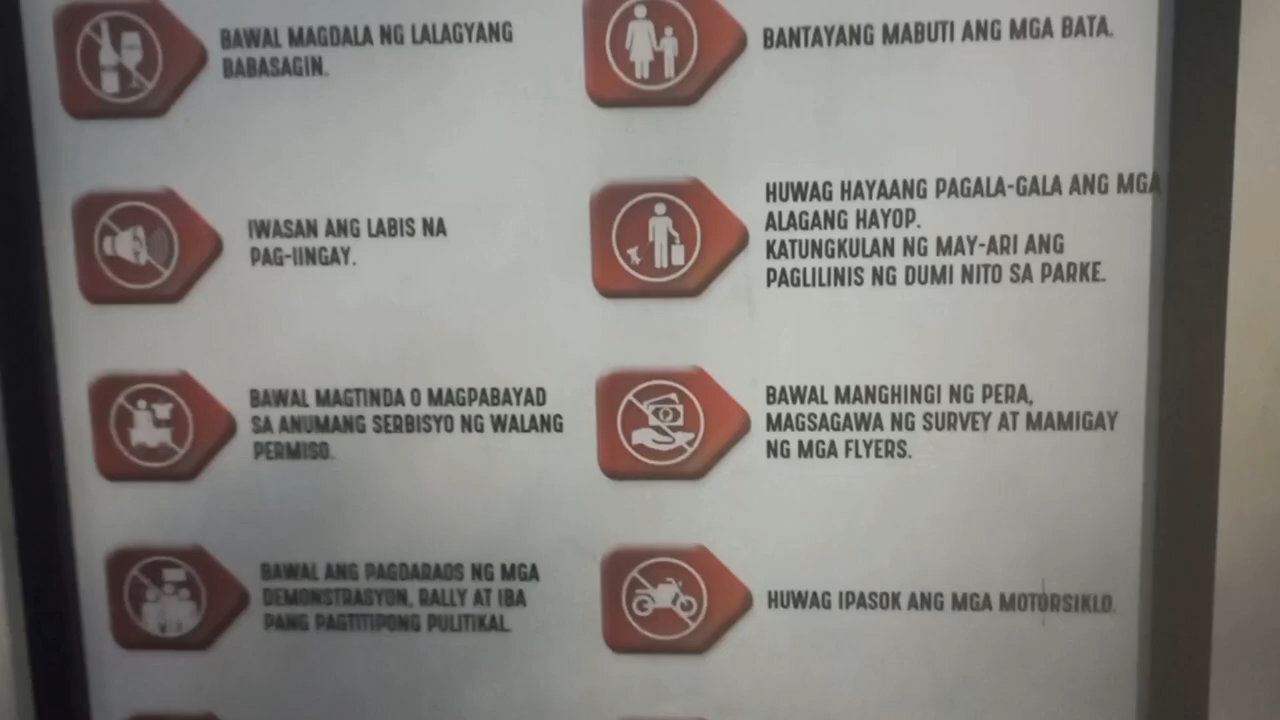 BAWAL MAGDALA NG LALAGYANG
BABASAGIN.
BANTAYANG MABUTI ANG MGA BATA.
IWASAN ANG LABIS NA
PAG-IINGAY.
HUWAG HAYAANG PAGALA-GALA ANG MGA
ALAGANG HAYOP.
KATUNGKULAN NG MAY-ARI ANG
PAGLILINIS NG DUMI NITO SA PARKE.
BAWAL MAGTINDA O MAGPABAYAD
SA ANUMANG SERBISYO NG WALANG
PERMISO.
BAWAL MANGHINGI NG PERA,
MAGSAGAWA NG SURVEY AT MAMIGAY
NG MGA FLYERS.
BAWAL ANG PAGDARAOS NG MGA
DEMONSTRASYON, RALLY AT IBA
PANG PAGTITIPONG PULITIKAL.
HUWAG IPASOK ANG MGA MOTORSIKLO.